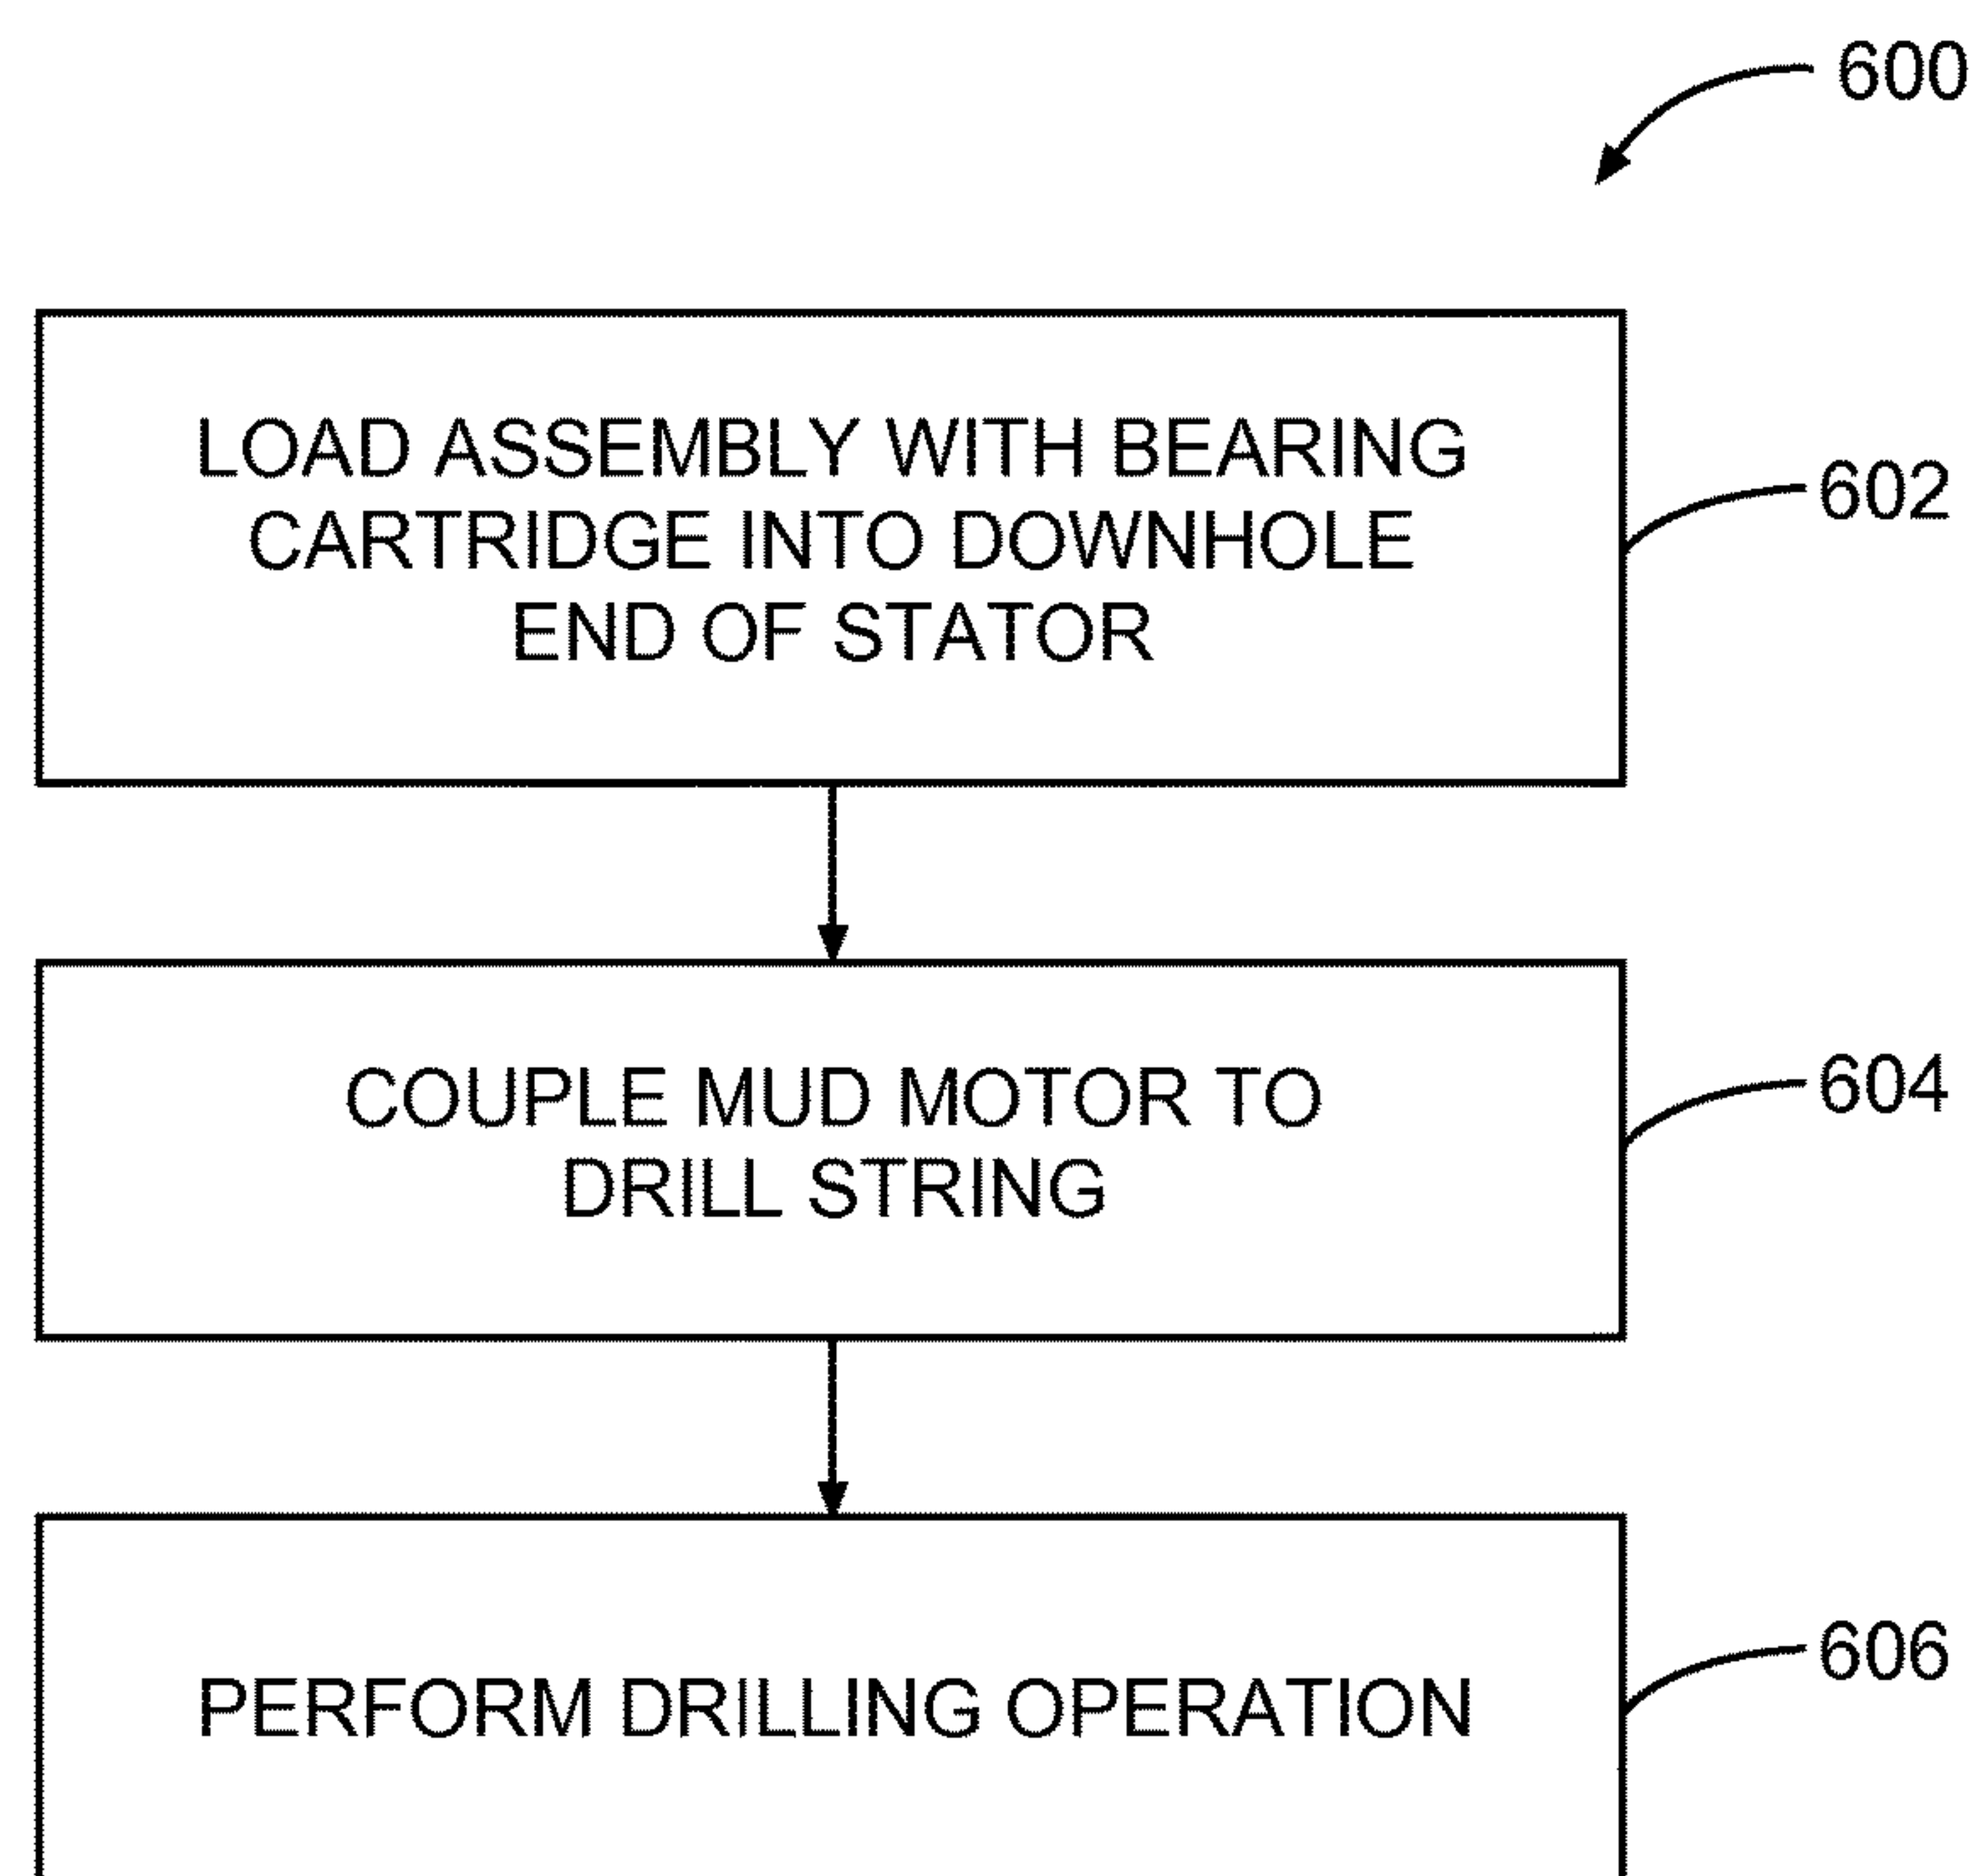 600
LOAD ASSEMBLY WITH BEARING
CARTRIDGE INTO DOWNHOLE
END OF STATOR
602
COUPLE MUD MOTOR TO
DRILL STRING
604
PERFORM DRILLING OPERATION
606